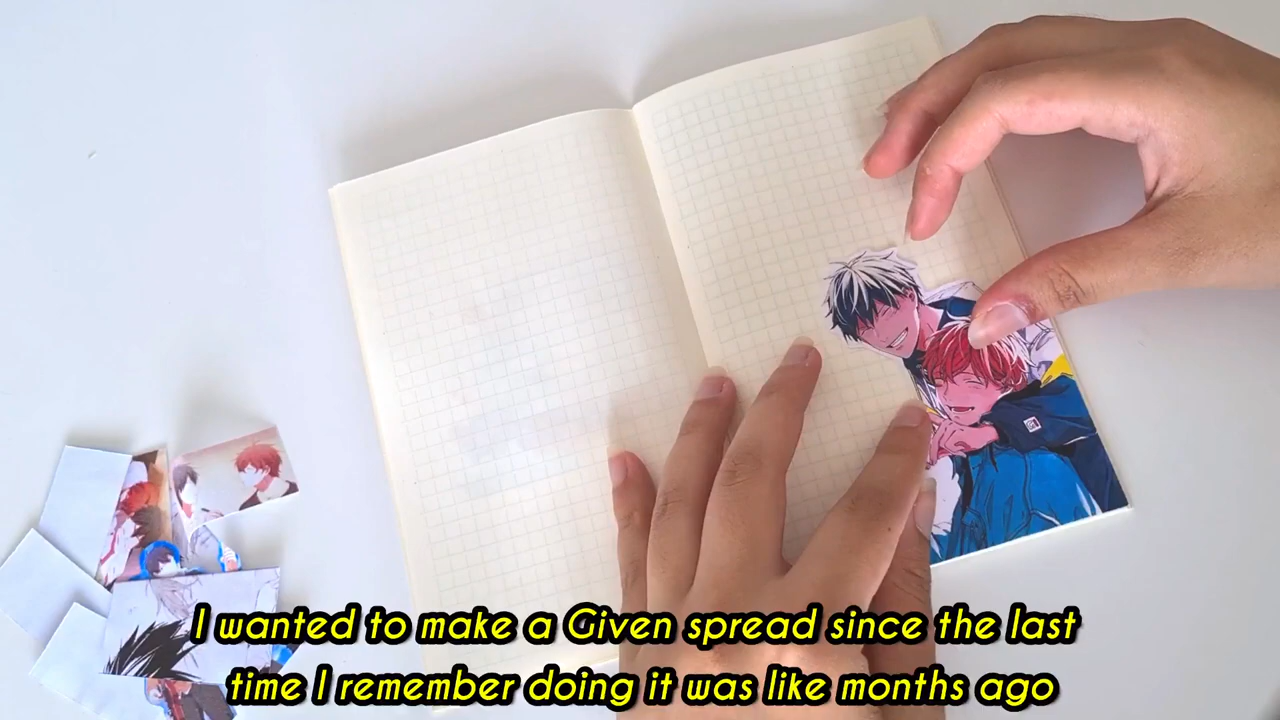 I wanted to make a Given spread since the last
time I remember doing it was like months ago